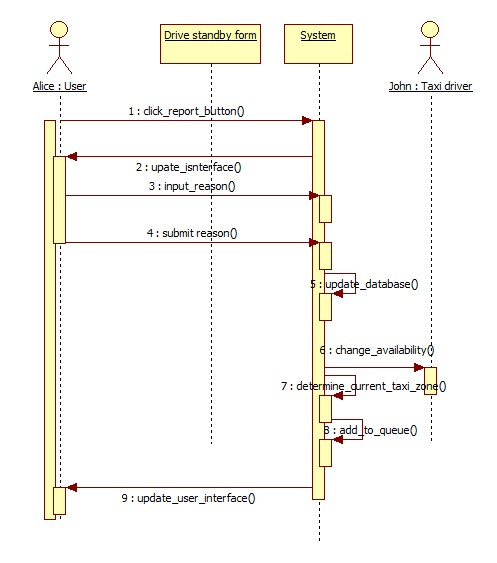 Drive standby form
System
Alice : User
John : Taxi driver
1 : click_report_button()
2 : upate_isnterface()
3 : input_reason()
4 : submit reason()
5 : update_database()
6 : change_availability()
7 : determine_current_taxi_zone()
8 : add_to_queue()
9 : update_user_interface()